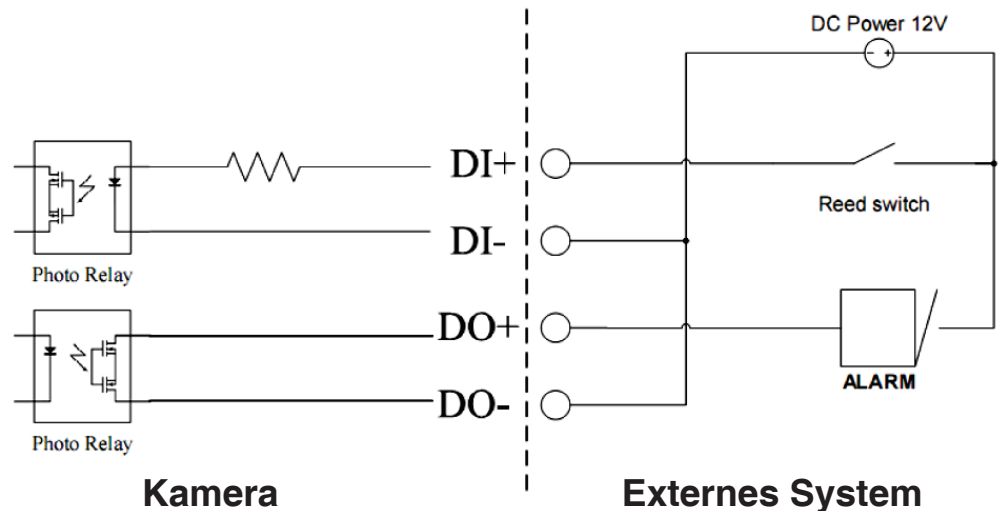 DC Power 12V
- +
DI+
Reed switch
DI-
Photo Relay
DO+
ALARM
DO-
Photo Relay
Kamera
Externes System